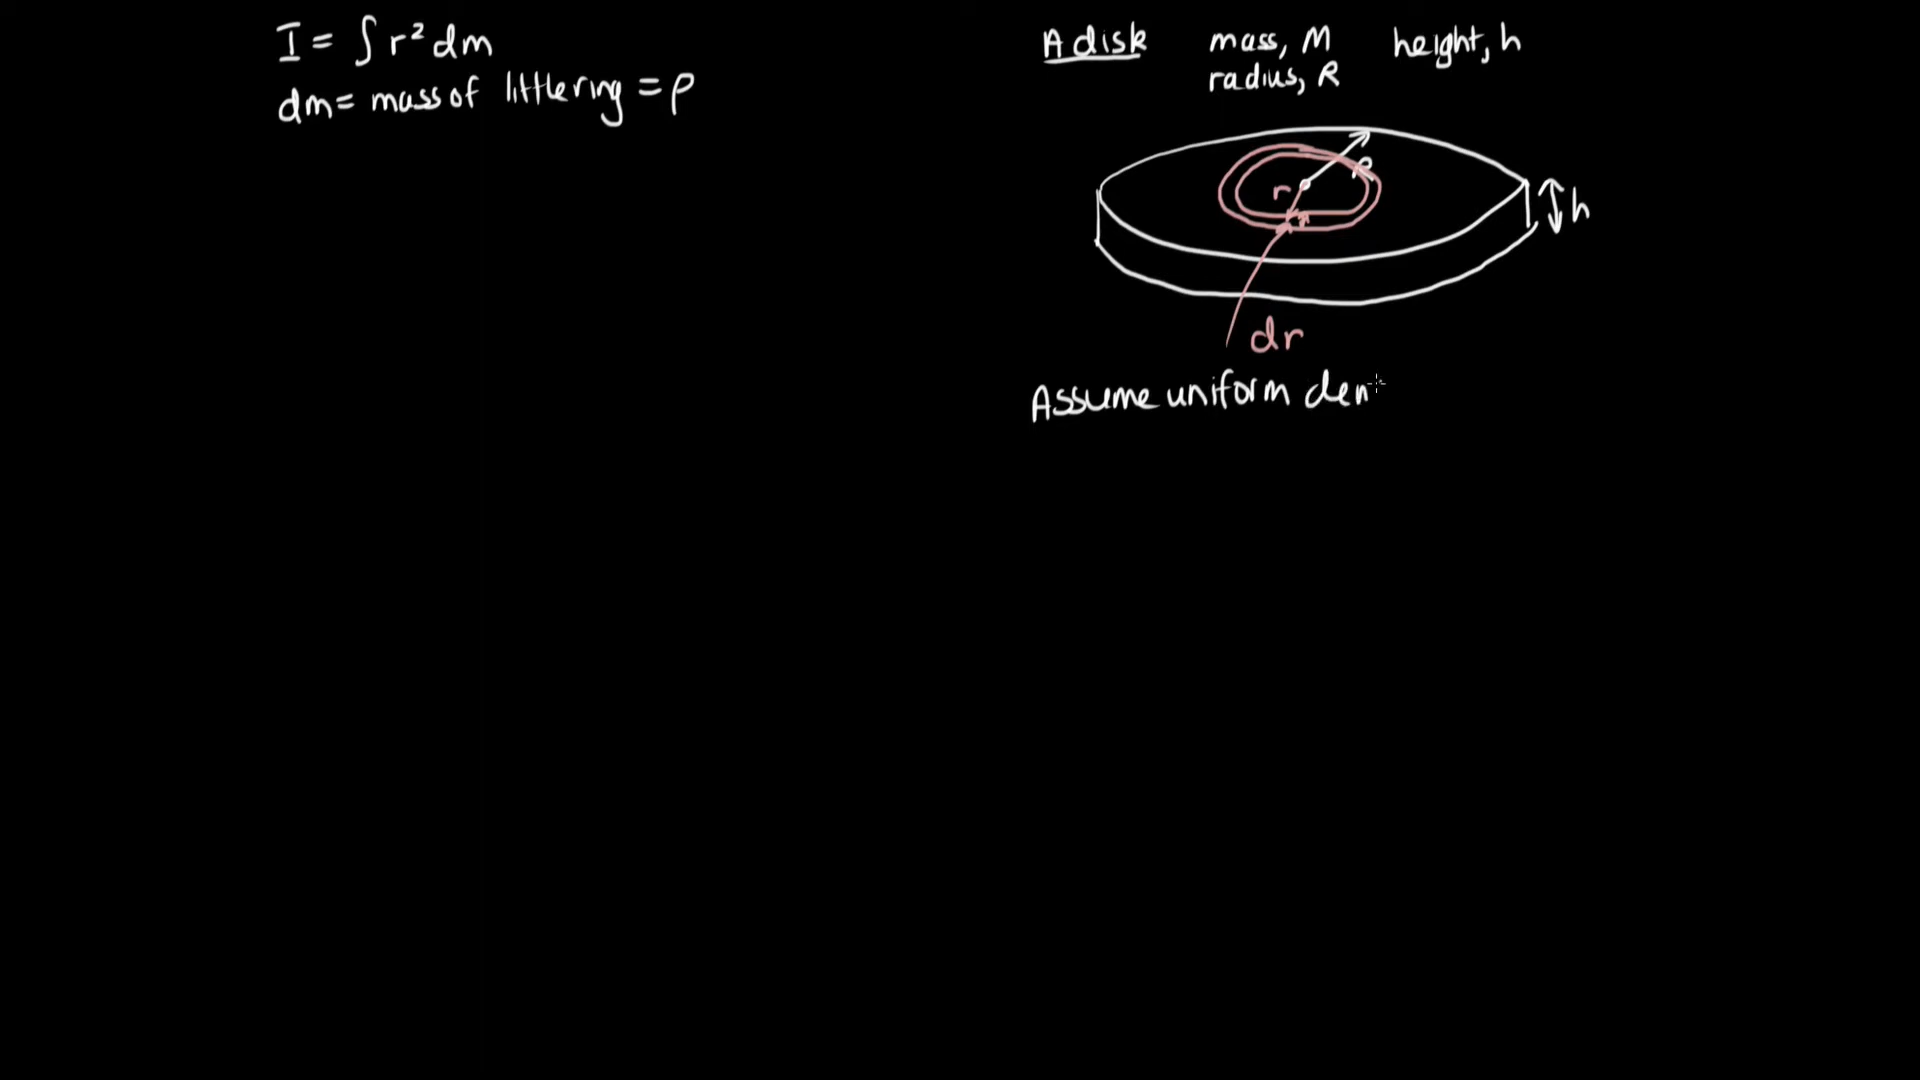 I = ∫ r² dm
dm = mass of little ring = ρ
A disk mass, M height, h
radius, R
R
r
h
dr
Assume uniform den